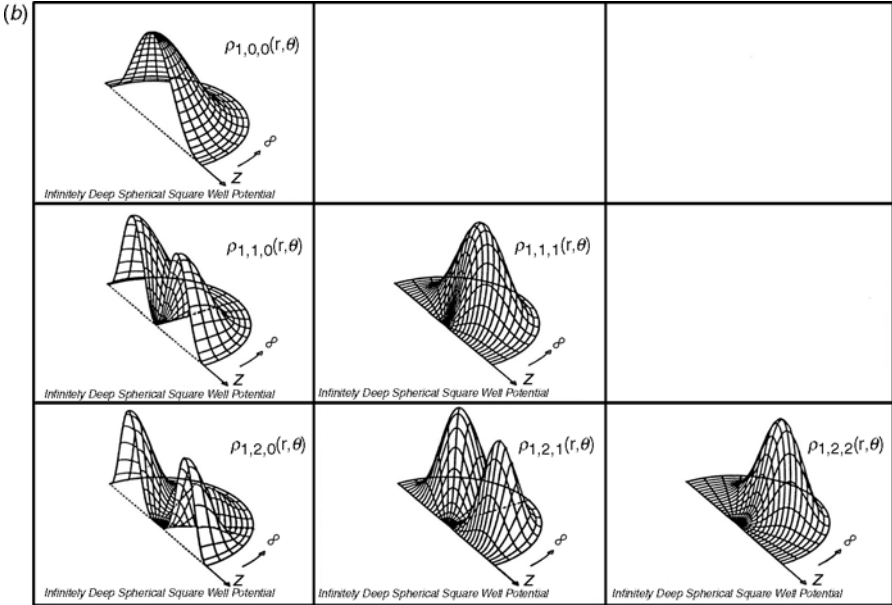 (b)
ρ1,0,0(r,θ)
∞
Z
Infinitely Deep Spherical Square Well Potential
ρ1,1,0(r,θ)
∞
Z
Infinitely Deep Spherical Square Well Potential
ρ1,1,1(r,θ)
∞
Z
Infinitely Deep Spherical Square Well Potential
ρ1,2,0(r,θ)
∞
Z
Infinitely Deep Spherical Square Well Potential
ρ1,2,1(r,θ)
∞
Z
Infinitely Deep Spherical Square Well Potential
ρ1,2,2(r,θ)
∞
Z
Infinitely Deep Spherical Square Well Potential